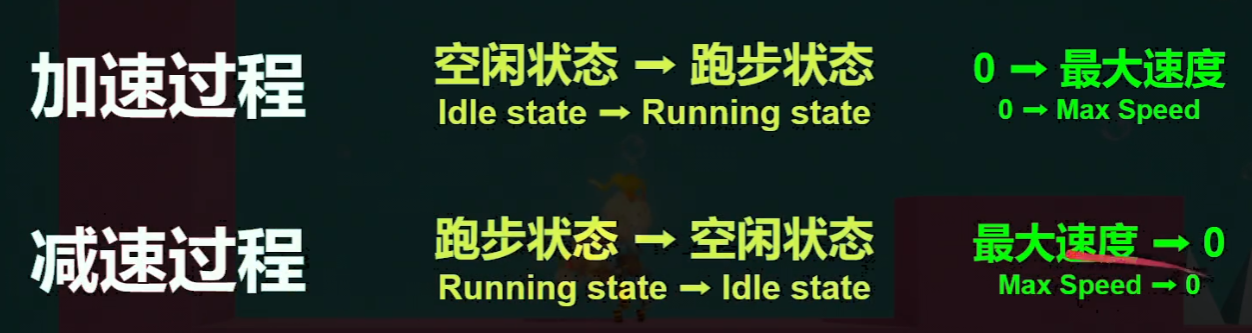 加速过程
空闲状态 → 跑步状态
Idle state → Running state
0 → 最大速度
0 → Max Speed
减速过程
跑步状态 → 空闲状态
Running state → Idle state
最大速度 → 0
Max Speed → 0